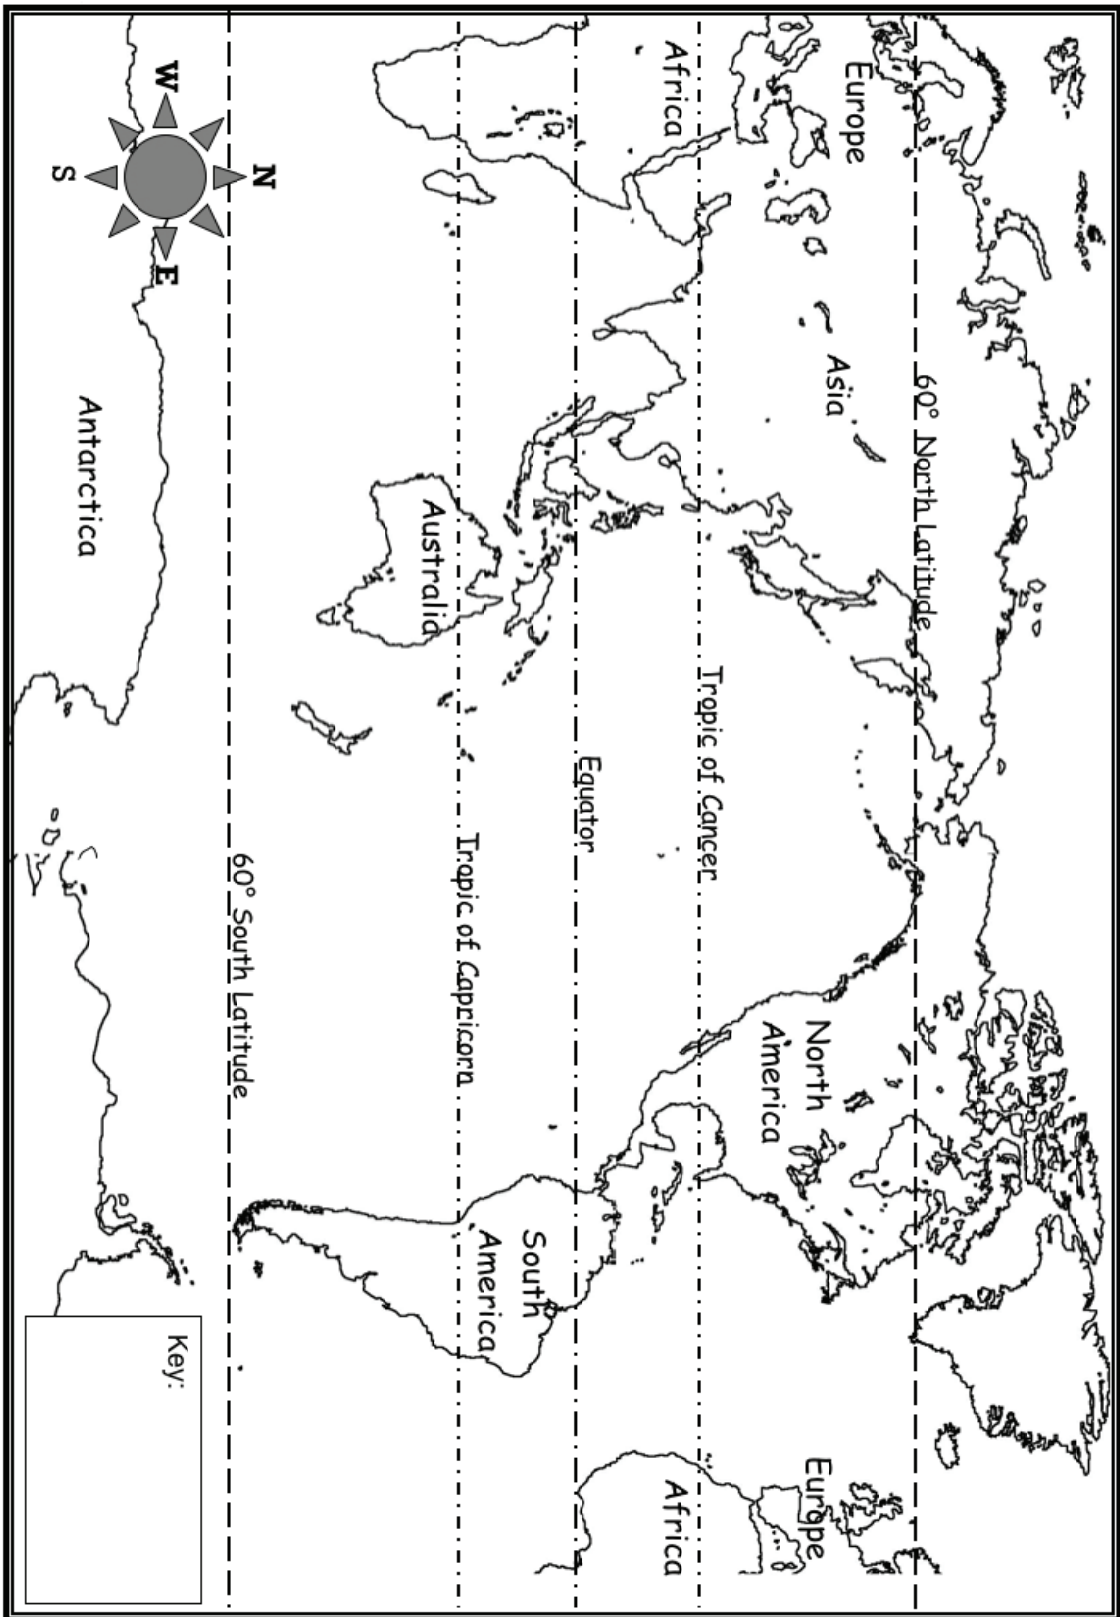 Europe
Africa
Asia
60° North Latitude
Tropic of Cancer
Equator
Tropic of Capricorn
60° South Latitude
North
America
South
America
Europe
Africa
Australia
Antarctica
N
W
E
S
Key: